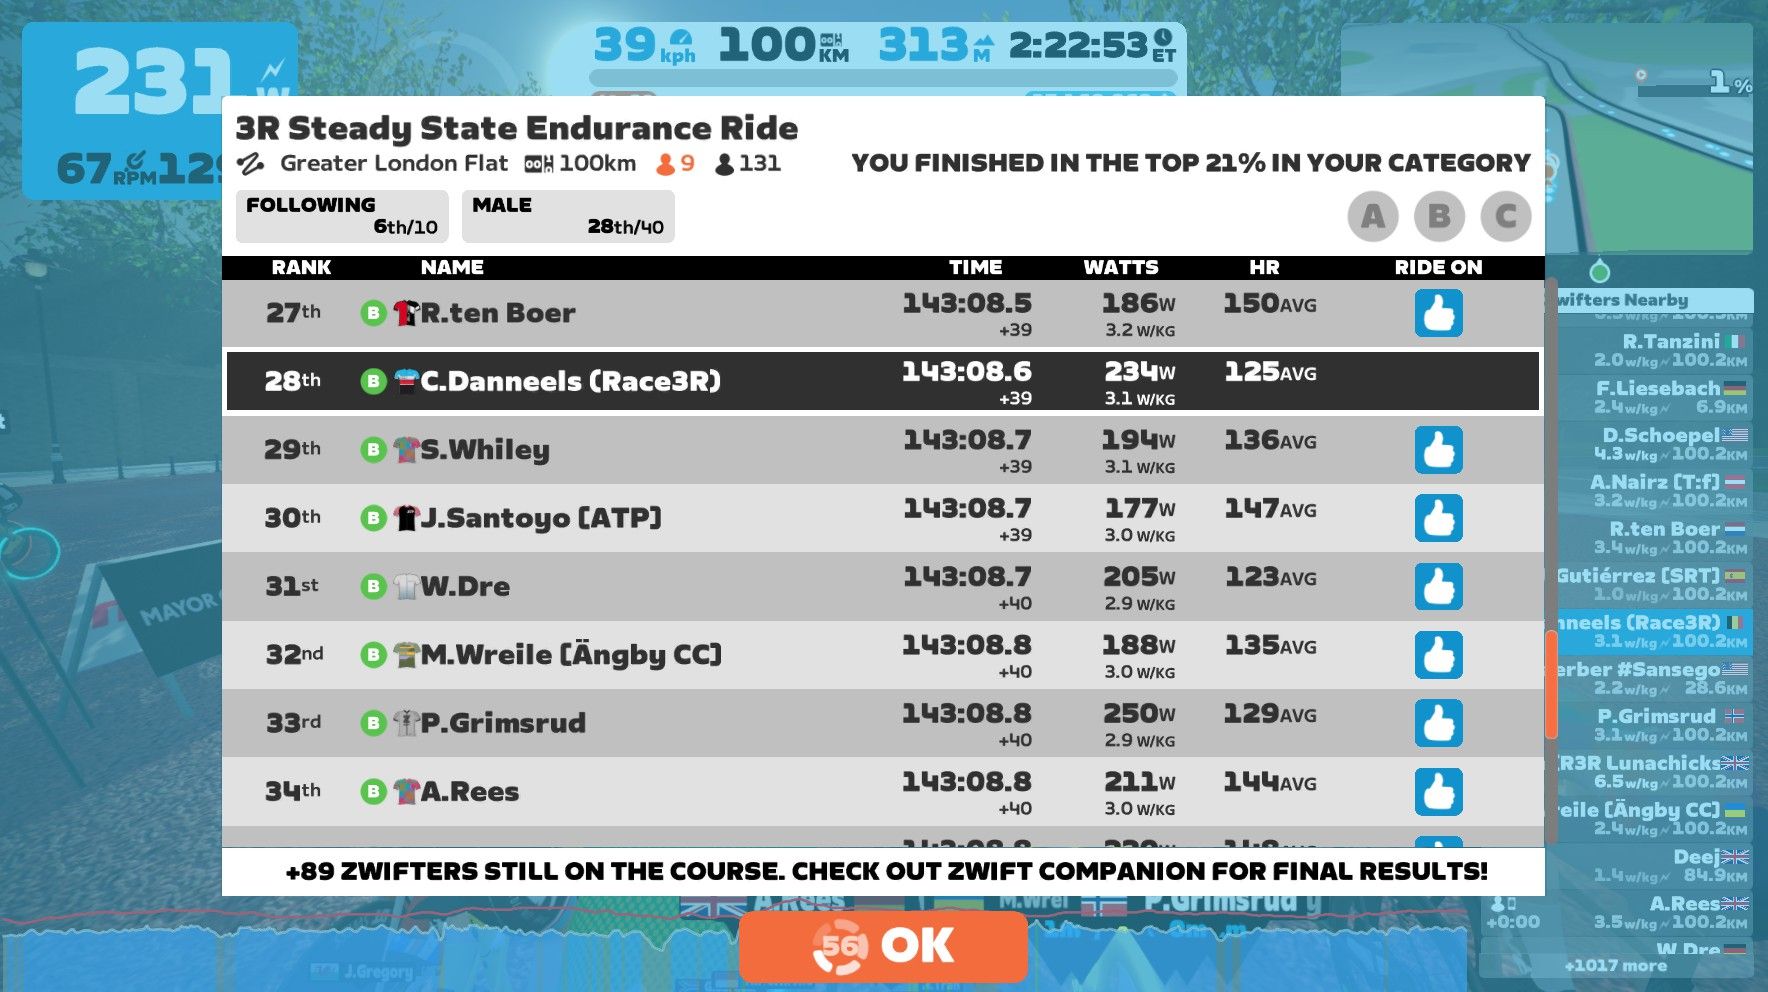 231 W
67 RPM 129
39 kph 100 KM 313 M 2:22:53 ET
1%
3R Steady State Endurance Ride
Greater London Flat 100km 9 131
YOU FINISHED IN THE TOP 21% IN YOUR CATEGORY
FOLLOWING
6th/10
MALE
28th/40
A B C
RANK NAME TIME WATTS HR RIDE ON
27th B R.ten Boer 143:08.5 186W 150AVG
+39 3.2 W/KG
28th B C.Danneels (Race3R) 143:08.6 234W 125AVG
+39 3.1 W/KG
29th B S.Whiley 143:08.7 194W 136AVG
+39 3.1 W/KG
30th B J.Santoyo [ATP] 143:08.7 177W 147AVG
+39 3.0 W/KG
31st B W.Dre 143:08.7 205W 123AVG
+40 2.9 W/KG
32nd B M.Wreile [Ängby CC] 143:08.8 188W 135AVG
+40 3.0 W/KG
33rd B P.Grimsrud 143:08.8 250W 129AVG
+40 2.9 W/KG
34th B A.Rees 143:08.8 211W 144AVG
+40 3.0 W/KG
+89 ZWIFTERS STILL ON THE COURSE. CHECK OUT ZWIFT COMPANION FOR FINAL RESULTS!
56 OK
wifters Nearby
R.Tanzini
2.0w/kg 100.2KM
F.Liesebach
2.4w/kg 6.9KM
D.Schoepel
4.3w/kg 100.2KM
A.Nairz [T:f]
3.2w/kg 100.2KM
R.ten Boer
3.4w/kg 100.2KM
Gutiérrez [SRT]
1.0w/kg 100.2KM
nneels (Race3R)
3.1w/kg 100.2KM
erber #Sansego
2.2w/kg 28.6KM
P.Grimsrud
3.1w/kg 100.2KM
(R3R Lunachicks
6.5w/kg 100.2KM
reile [Ängby CC]
2.4w/kg 100.2KM
Deej
1.4w/kg 84.9KM
A.Rees
+0:00 3.5w/kg 100.2KM
W.Dre
+1017 more
MAYOR
A.Rees M.Wrei P.Grimsrud
J.Gregory